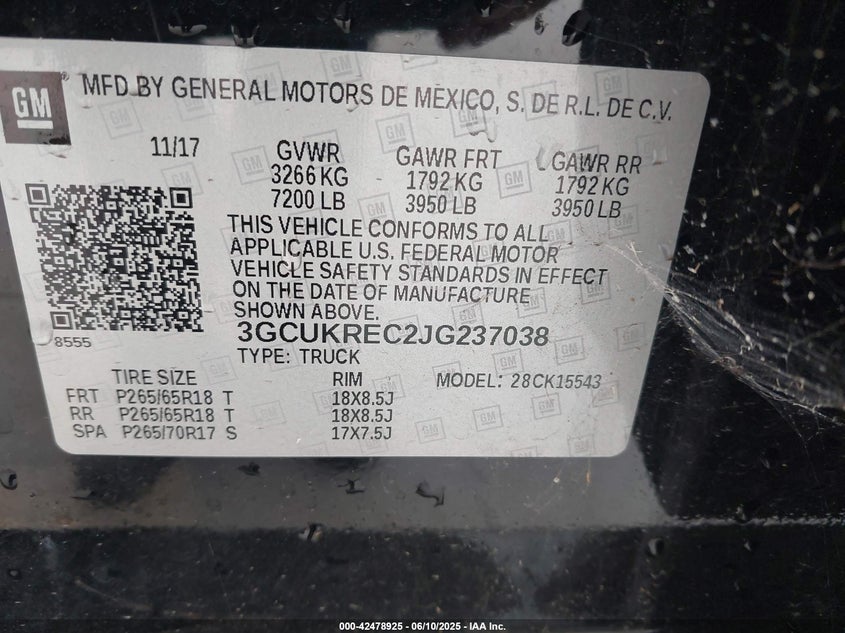 GM
MFD BY GENERAL MOTORS DE MEXICO, S. DE R.L. DE C.V.
11/17
GVWR GAWR FRT GAWR RR
3266 KG 1792 KG 1792 KG
7200 LB 3950 LB 3950 LB
THIS VEHICLE CONFORMS TO ALL
APPLICABLE U.S. FEDERAL MOTOR
VEHICLE SAFETY STANDARDS IN EFFECT
ON THE DATE OF MANUFACTURE
SHOWN ABOVE.
8555
3GCUKREC2JG237038
TYPE: TRUCK
TIRE SIZE RIM MODEL: 28CK15543
FRT P265/65R18 T 18X8.5J
RR P265/65R18 T 18X8.5J
SPA P265/70R17 S 17X7.5J
000-42478925 - 06/10/2025 - IAA Inc.